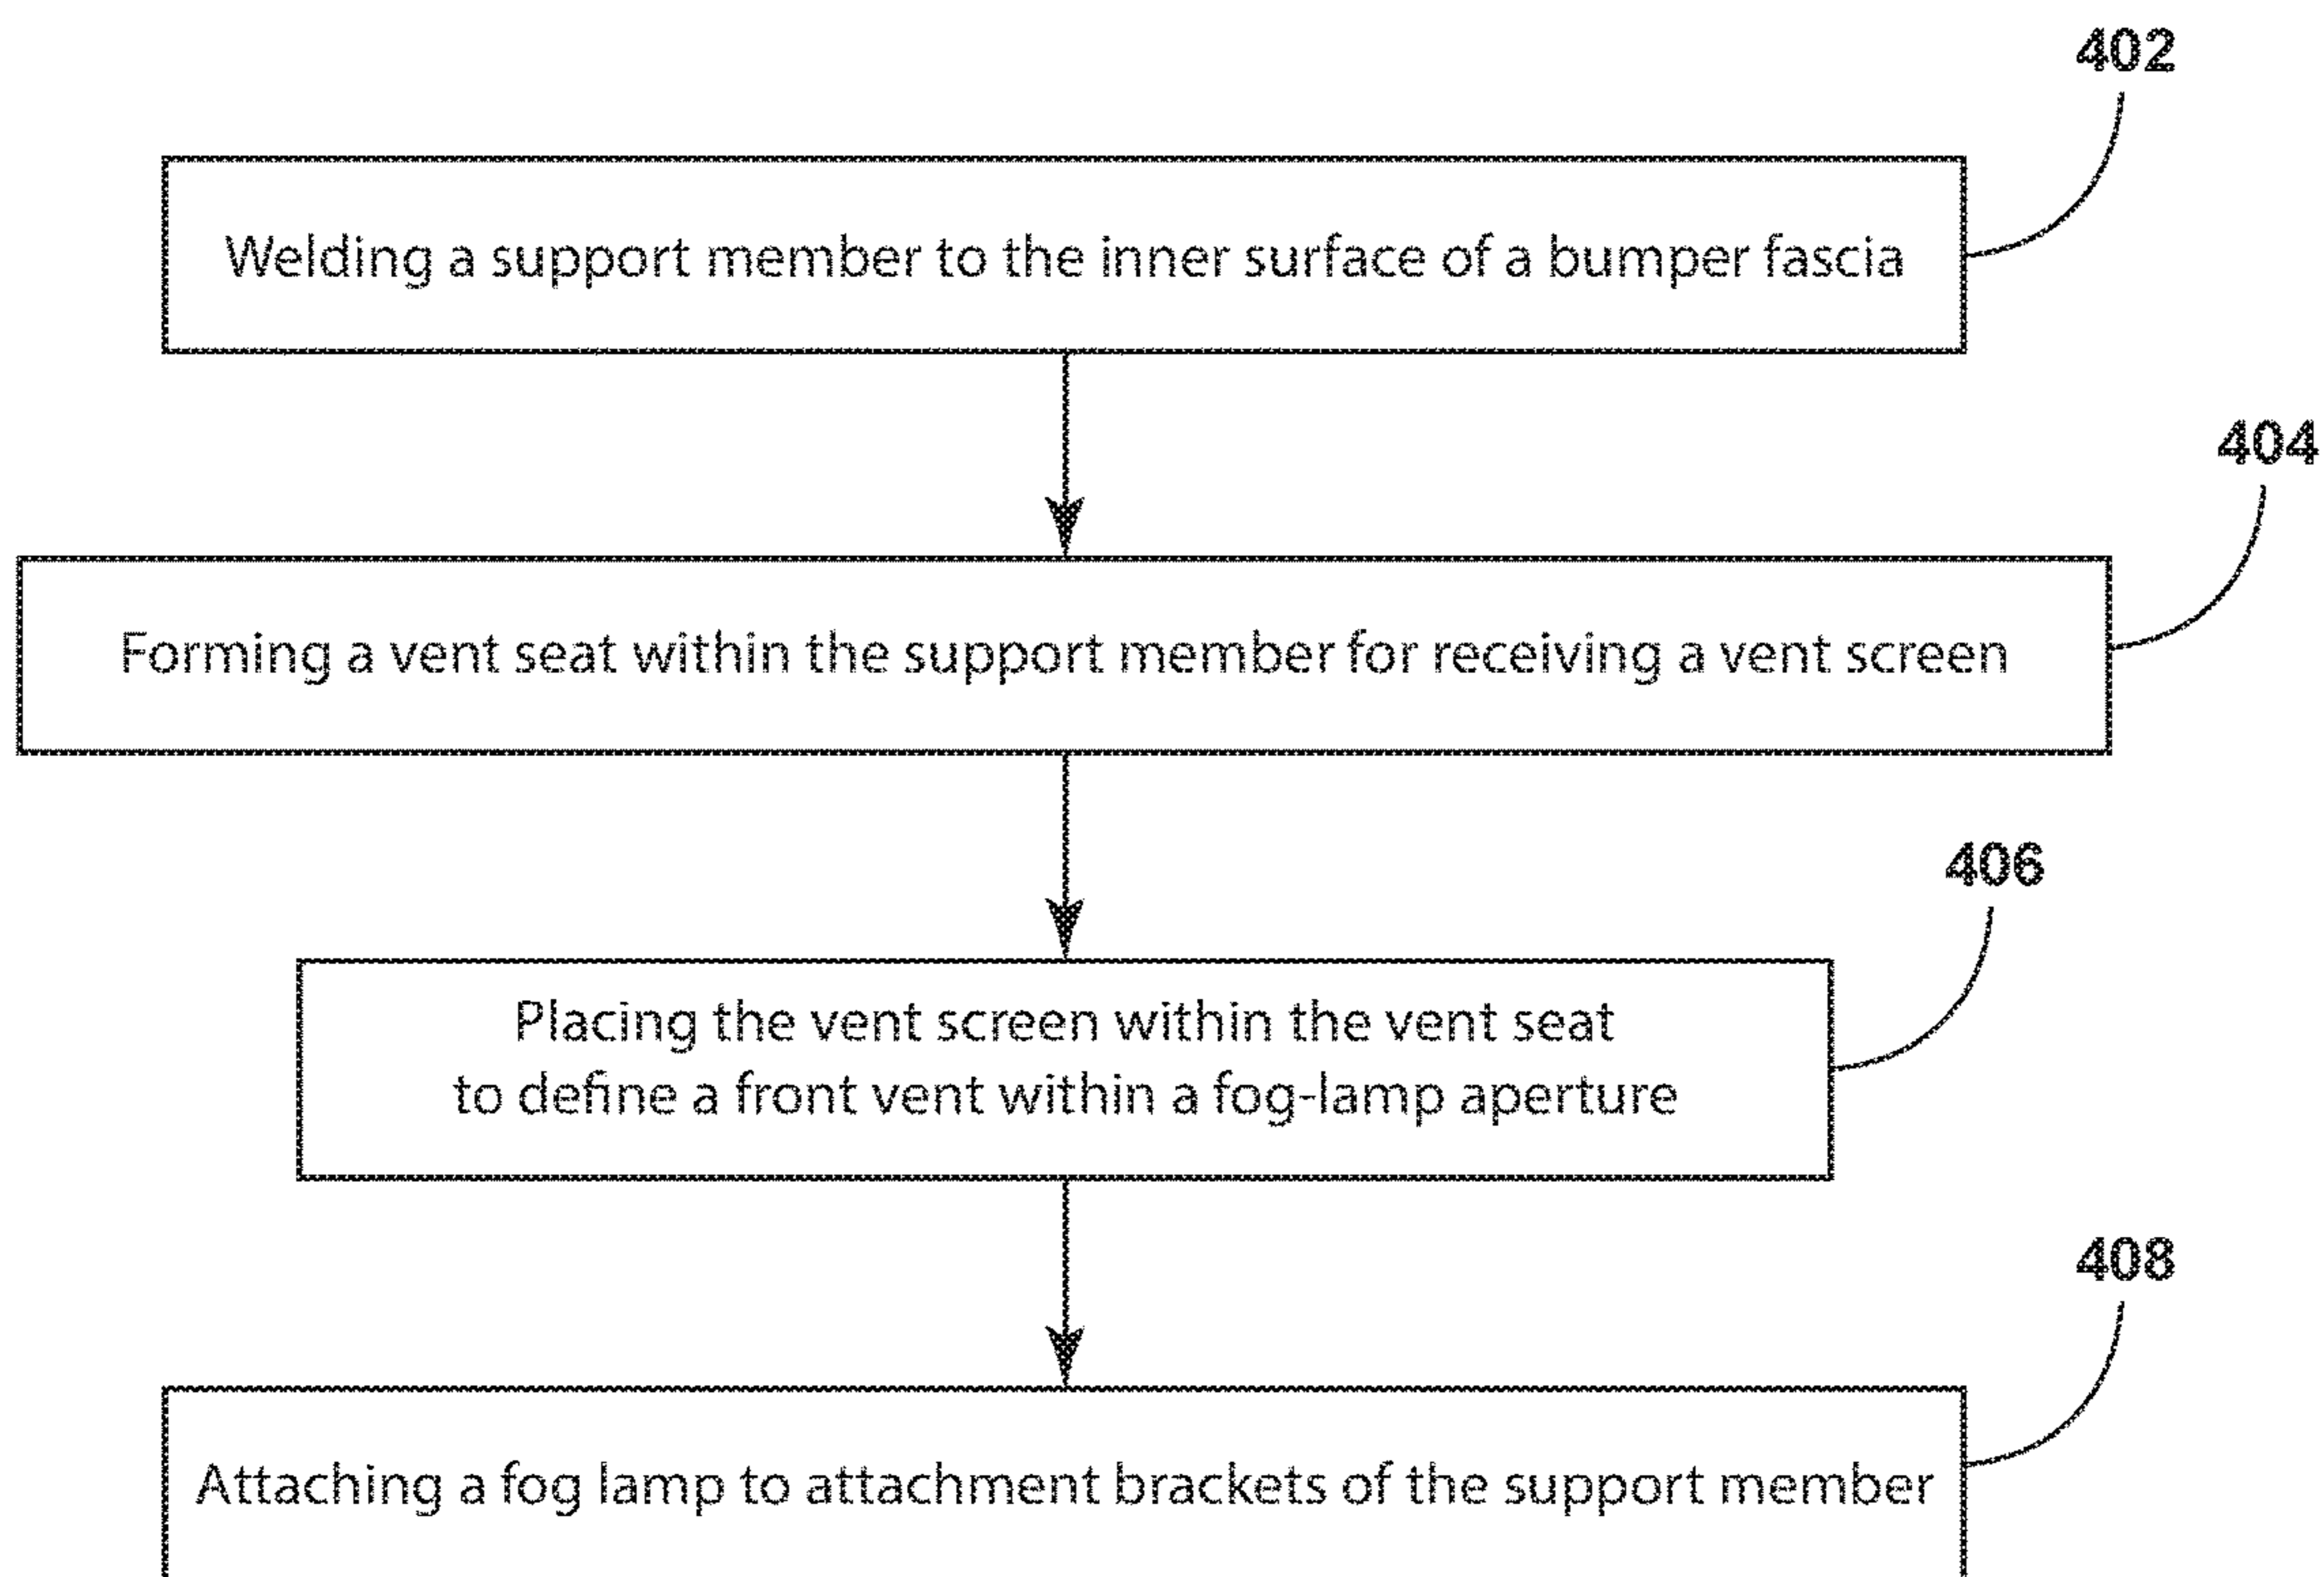 402
Welding a support member to the inner surface of a bumper fascia
404
Forming a vent seat within the support member for receiving a vent screen
406
Placing the vent screen within the vent seat
to define a front vent within a fog-lamp aperture
408
Attaching a fog lamp to attachment brackets of the support member